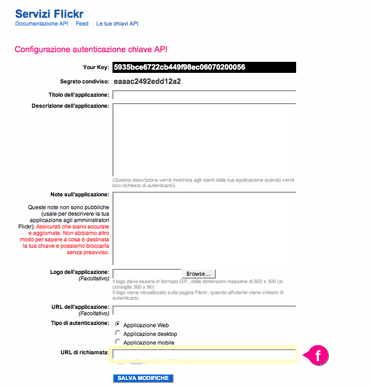 Servizi Flickr
Documentazione API Feed Le tue chiavi API
Configurazione autenticazione chiave API
Your Key: 5935bce6722cb449f98ec06070200056
Segreto condiviso: eaaac2492edd12a2
Titolo dell'applicazione:
Descrizione dell'applicazione:
(Questa descrizione verrà mostrata agli utenti della tua applicazione quando verrà
loro richiesto di autenticarsi).
Note sull'applicazione:
Queste note non sono pubbliche
(usale per descrivere la tua
applicazione agli amministratori
Flickr). Assicurati che siano accurate
e aggiornate. Non abbiamo altro
modo per sapere a cosa è destinata
la tua chiave e possiamo bloccarla
senza preavviso.
Logo dell'applicazione:
(Facoltativo)
Browse...
Il logo deve essere in formato GIF, delle dimensioni massime di 600 x 300 (si
consiglia 300 x 90)
Il logo viene visualizzato sulla pagina Flickr, quando all'utente viene chiesto di
autenticarsi.
URL dell'applicazione:
(Facoltativo)
Tipo di autenticazione:
Applicazione Web
Applicazione desktop
Applicazione mobile
URL di richiamata:
f
SALVA MODIFICHE